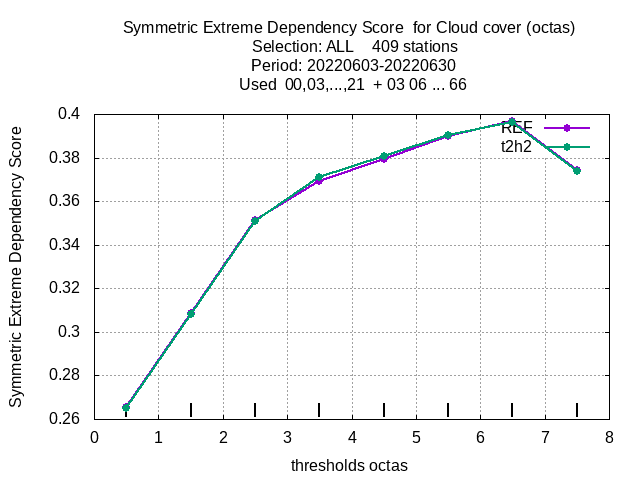 Symmetric Extreme Dependency Score  for Cloud cover (octas)
Selection: ALL    409 stations
Period: 20220603-20220630
Used  00,03,...,21  + 03 06 ... 66
Symmetric Extreme Dependency Score
0.4
0.38
0.36
0.34
0.32
0.3
0.28
0.26
REF
t2h2
0 1 2 3 4 5 6 7 8
thresholds octas